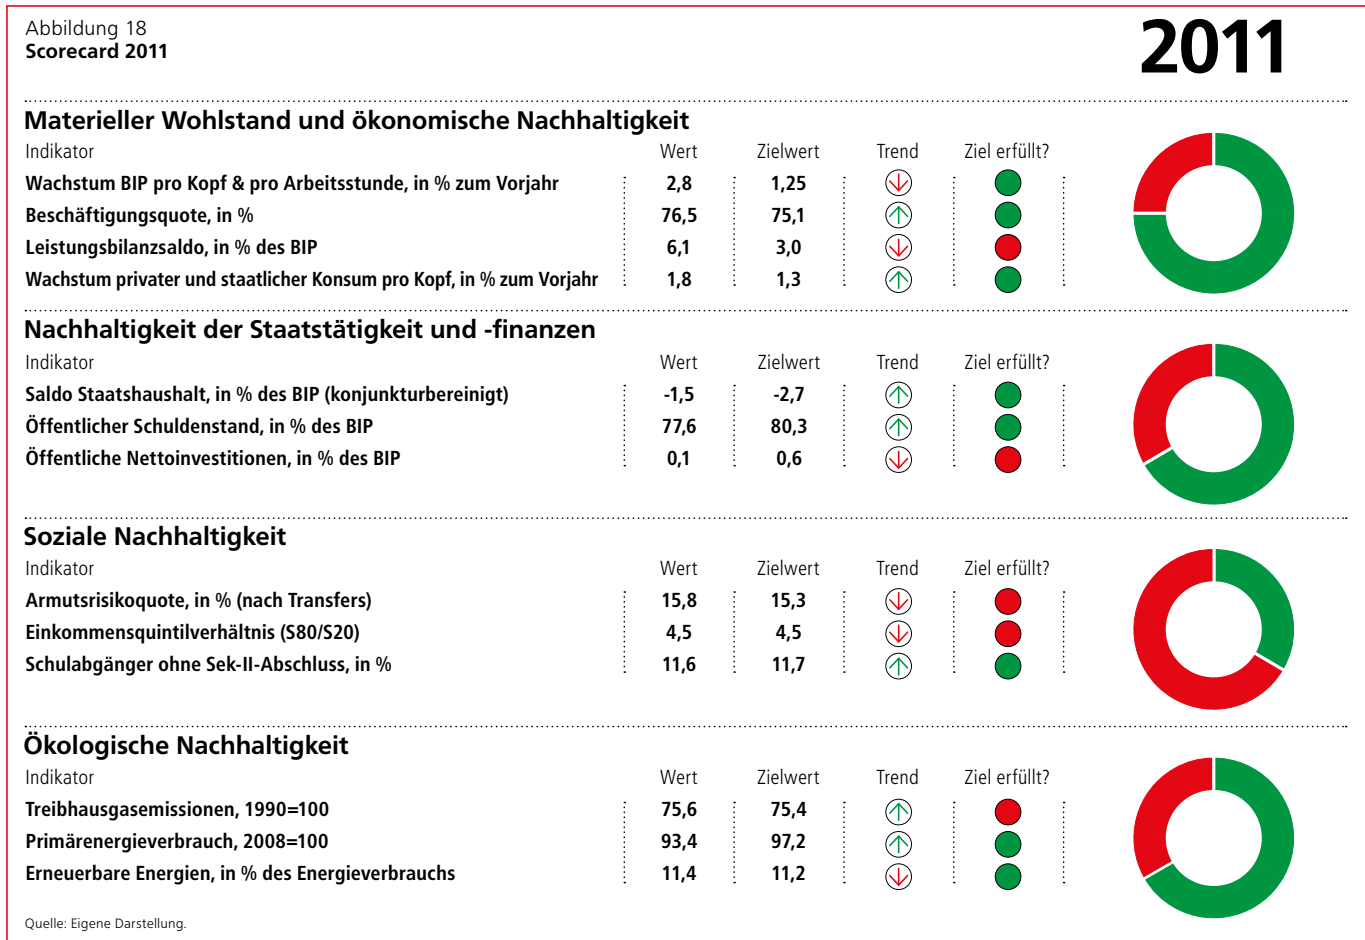 Abbildung 18
Scorecard 2011
2011
Materieller Wohlstand und ökonomische Nachhaltigkeit
Indikator Wert Zielwert Trend Ziel erfüllt?
Wachstum BIP pro Kopf & pro Arbeitsstunde, in % zum Vorjahr 2,8 1,25
Beschäftigungsquote, in % 76,5 75,1
Leistungsbilanzsaldo, in % des BIP 6,1 3,0
Wachstum privater und staatlicher Konsum pro Kopf, in % zum Vorjahr 1,8 1,3
Nachhaltigkeit der Staatstätigkeit und -finanzen
Indikator Wert Zielwert Trend Ziel erfüllt?
Saldo Staatshaushalt, in % des BIP (konjunkturbereinigt) -1,5 -2,7
Öffentlicher Schuldenstand, in % des BIP 77,6 80,3
Öffentliche Nettoinvestitionen, in % des BIP 0,1 0,6
Soziale Nachhaltigkeit
Indikator Wert Zielwert Trend Ziel erfüllt?
Armutsrisikoquote, in % (nach Transfers) 15,8 15,3
Einkommensquintilverhältnis (S80/S20) 4,5 4,5
Schulabgänger ohne Sek-II-Abschluss, in % 11,6 11,7
Ökologische Nachhaltigkeit
Indikator Wert Zielwert Trend Ziel erfüllt?
Treibhausgasemissionen, 1990=100 75,6 75,4
Primärenergieverbrauch, 2008=100 93,4 97,2
Erneuerbare Energien, in % des Energieverbrauchs 11,4 11,2
Quelle: Eigene Darstellung.